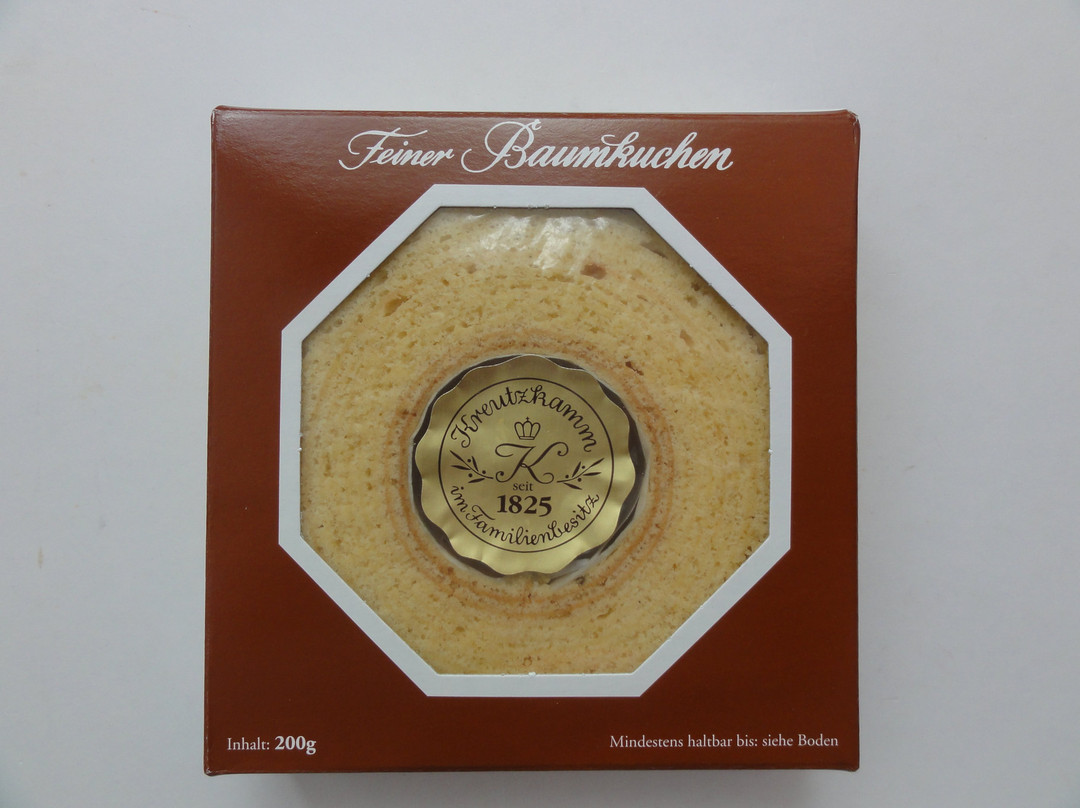 Feiner Baumkuchen
Kreutzkamm
K
seit
1825
im Familienbesitz
Inhalt: 200g
Mindestens haltbar bis: siehe Boden